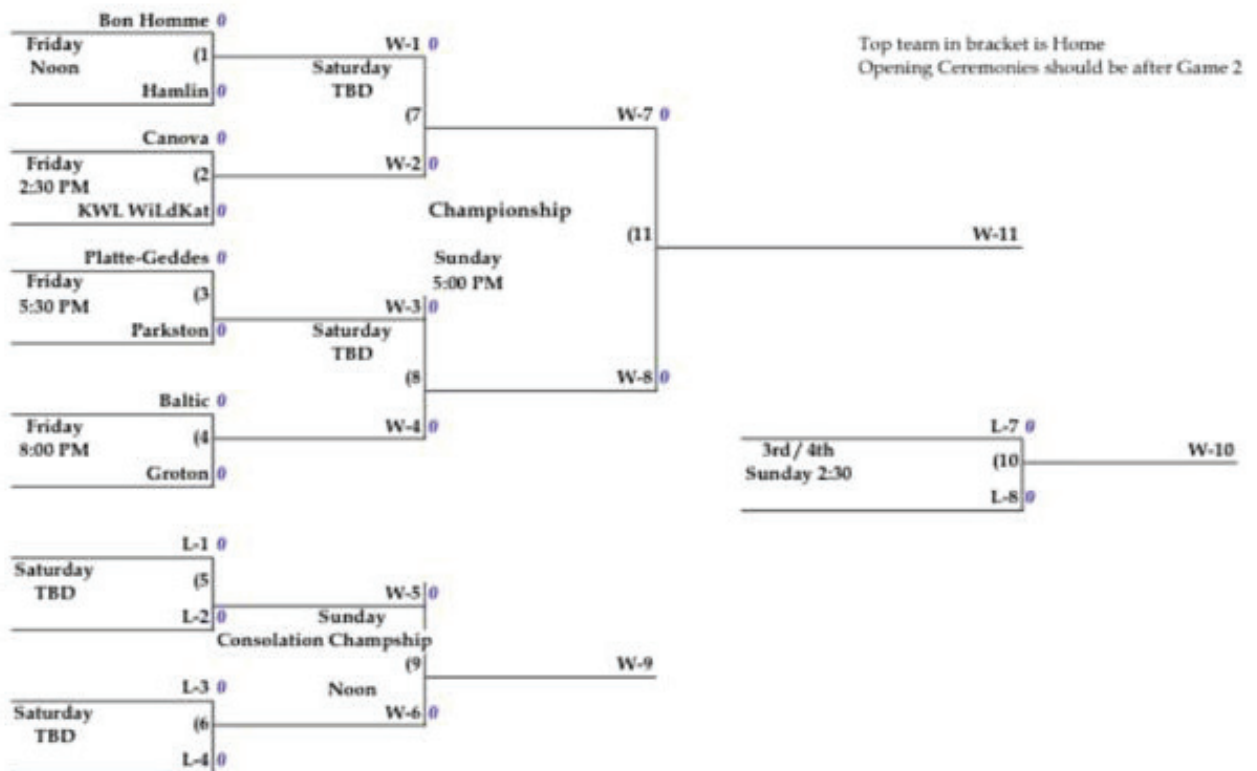 Bon Homme 0
Friday
Noon
(1
Hamlin 0
W-1 0
Saturday
TBD
Top team in bracket is Home
Opening Ceremonies should be after Game 2
Canova 0
Friday
2:30 PM
(2
KWL WiLdKat 0
(7
W-2 0
W-7 0
Championship
Sunday
5:00 PM
(11
W-11
Platte-Geddes 0
Friday
5:30 PM
(3
Parkston 0
W-3 0
Saturday
TBD
(8
W-8 0
Baltic 0
Friday
8:00 PM
(4
Groton 0
W-4 0
L-7 0
3rd / 4th
Sunday 2:30
(10
L-8 0
W-10
L-1 0
Saturday
TBD
(5
L-2 0
W-5 0
Sunday
Consolation Champship
(9
Noon
W-6 0
W-9
L-3 0
Saturday
TBD
(6
L-4 0